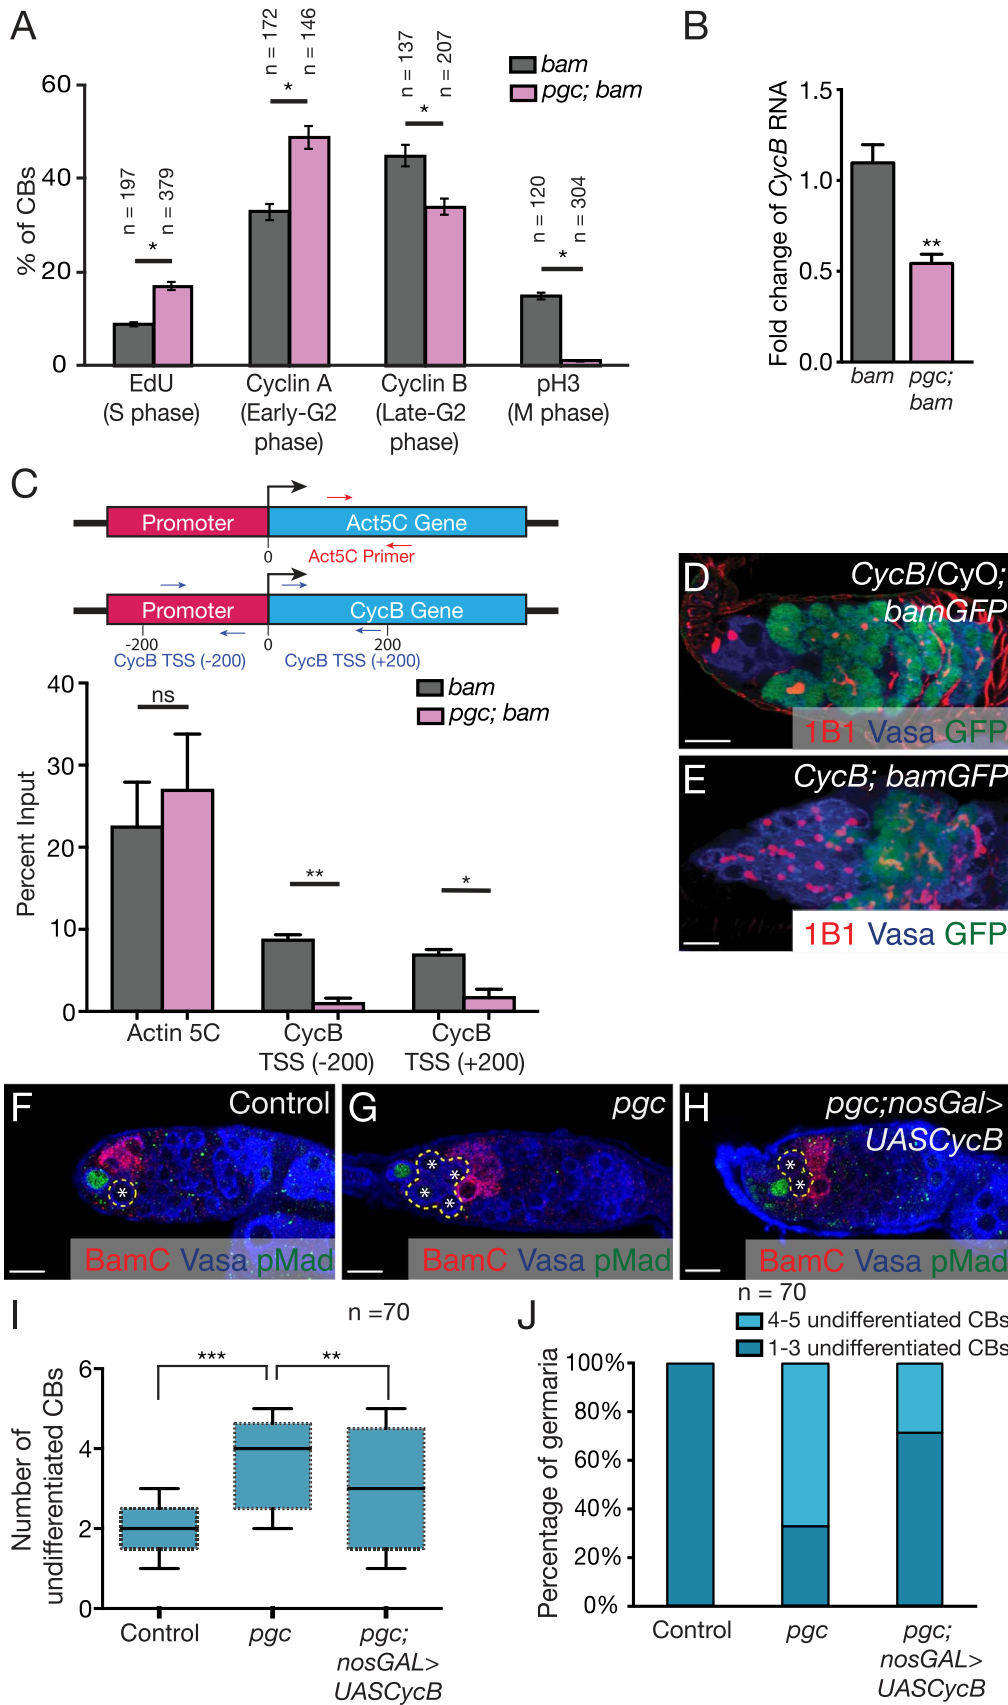 A
n = 197
n = 379
n = 172
n = 146
n = 137
n = 207
n = 120
n = 304
bam
pgc; bam
% of CBs
60
40
20
0
*
*
*
*
EdU
(S phase)
Cyclin A
(Early-G2
phase)
Cyclin B
(Late-G2
phase)
pH3
(M phase)
B
Fold change of CycB RNA
1.5
1.0
0.5
0.0
**
bam
pgc;
bam
C
Promoter
Act5C Gene
0
Act5C Primer
Promoter
CycB Gene
-200
0
200
CycB TSS (-200)
CycB TSS (+200)
bam
pgc; bam
Percent Input
40
30
20
10
0
ns
**
*
Actin 5C
CycB
TSS (-200)
CycB
TSS (+200)
D
CycB/CyO;
bamGFP
1B1 Vasa GFP
E
CycB; bamGFP
1B1 Vasa GFP
F
Control
*
BamC Vasa pMad
G
pgc
*
*
*
*
BamC Vasa pMad
H
pgc;nosGal>
UASCycB
*
*
BamC Vasa pMad
I
n =70
Number of
undifferentiated CBs
6
4
2
0
***
**
Control
pgc
pgc;
nosGAL>
UASCycB
J
n = 70
4-5 undifferentiated CBs
1-3 undifferentiated CBs
Percentage of germaria
100%
80%
60%
40%
20%
0%
Control
pgc
pgc;
nosGAL>
UASCycB